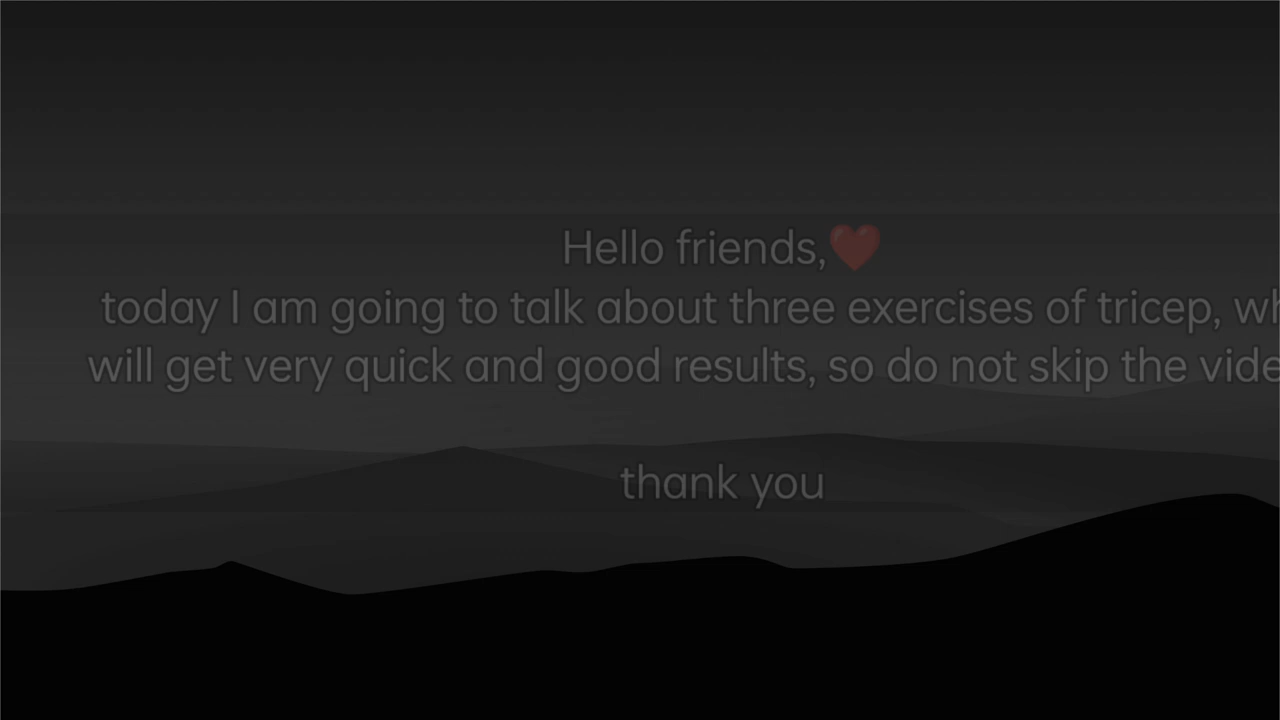 Hello friends,❤️
today I am going to talk about three exercises of tricep,
will get very quick and good results, so do not skip the
thank you